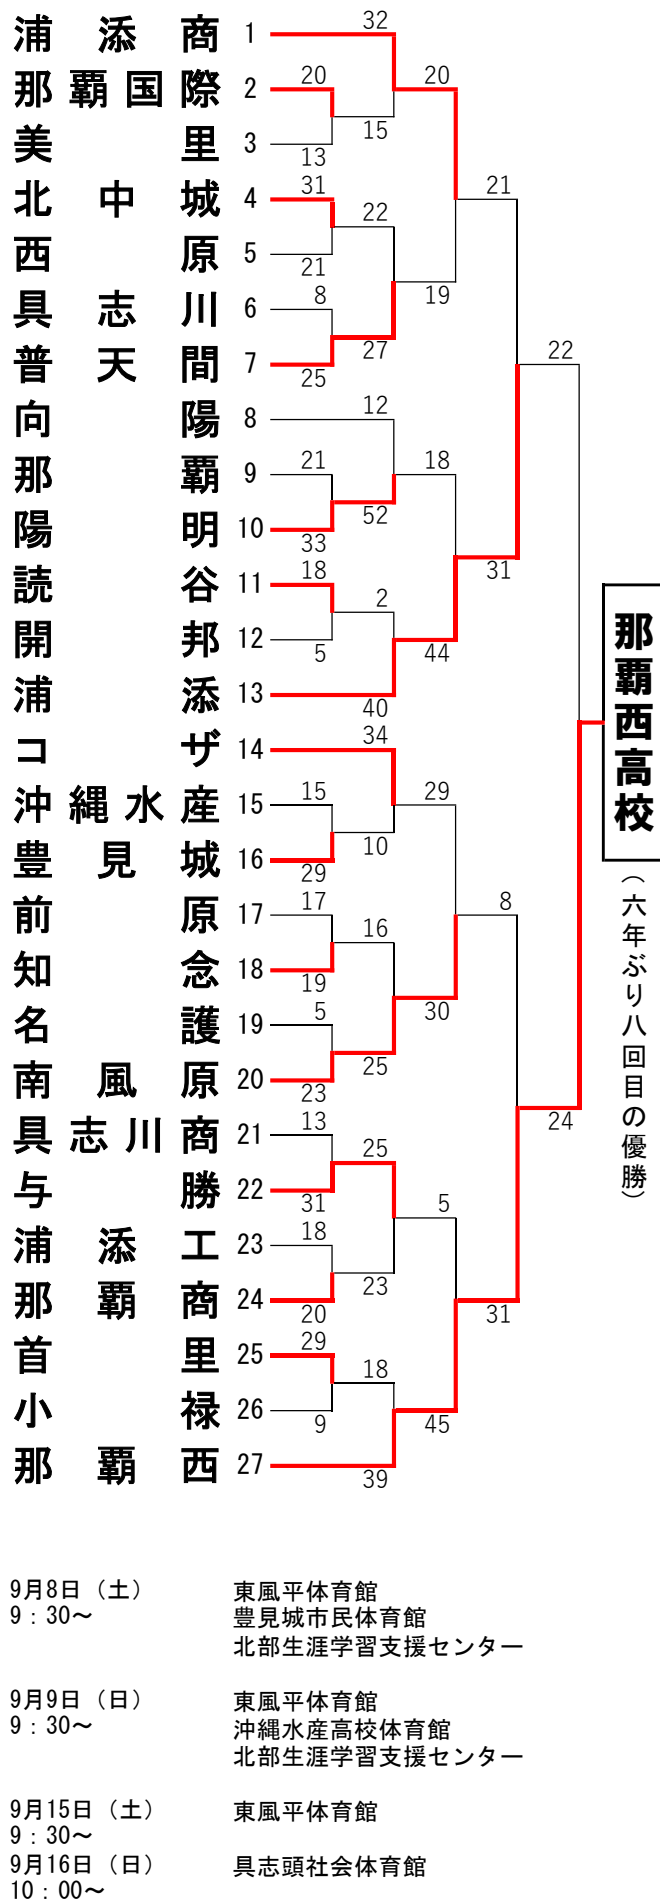 浦添商 1 32
那覇国際 2 20 20
15
美里 3 13
21
北中城 4 31 22
西原 5 21
19
具志川 6 8
普天間 7 25 27
22
向陽 8 12
那覇 9 21 18
52
陽明 10 33
31
読谷 11 18 2
開邦 12 5 44
浦添 13 40
那覇西高校
(六年ぶり八回目の優勝)
コザ 14 34
沖縄水産 15 15 29
10
豊見城 16 29
8
前原 17 17 16
知念 18 19
30
名護 19 5
25
南風原 20 23
24
具志川商 21 13 25
与勝 22 31 5
浦添工 23 18
23
那覇商 24 20
31
首里 25 29 18
小禄 26 9 45
那覇西 27 39
9月8日(土) 東風平体育館
9:30~ 豊見城市民体育館
北部生涯学習支援センター
9月9日(日) 東風平体育館
9:30~ 沖縄水産高校体育館
北部生涯学習支援センター
9月15日(土) 東風平体育館
9:30~
9月16日(日) 具志頭社会体育館
10:00~